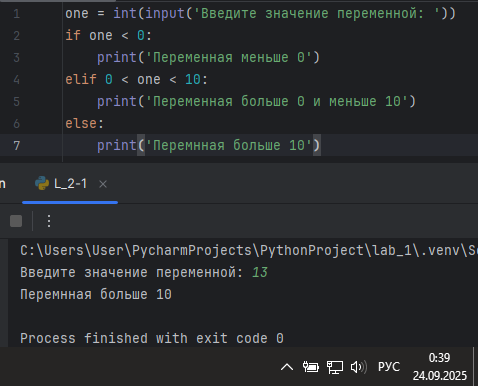 1 one = int(input('Введите значение переменной: '))
2 if one < 0:
3 print('Переменная меньше 0')
4 elif 0 < one < 10:
5 print('Переменная больше 0 и меньше 10')
6 else:
7 print('Перемнная больше 10')
n L_2-1 ×
C:\Users\User\PycharmProjects\PythonProject\lab_1\.venv\S
Введите значение переменной: 13
Перемнная больше 10
Process finished with exit code 0
РУС 0:39
24.09.2025